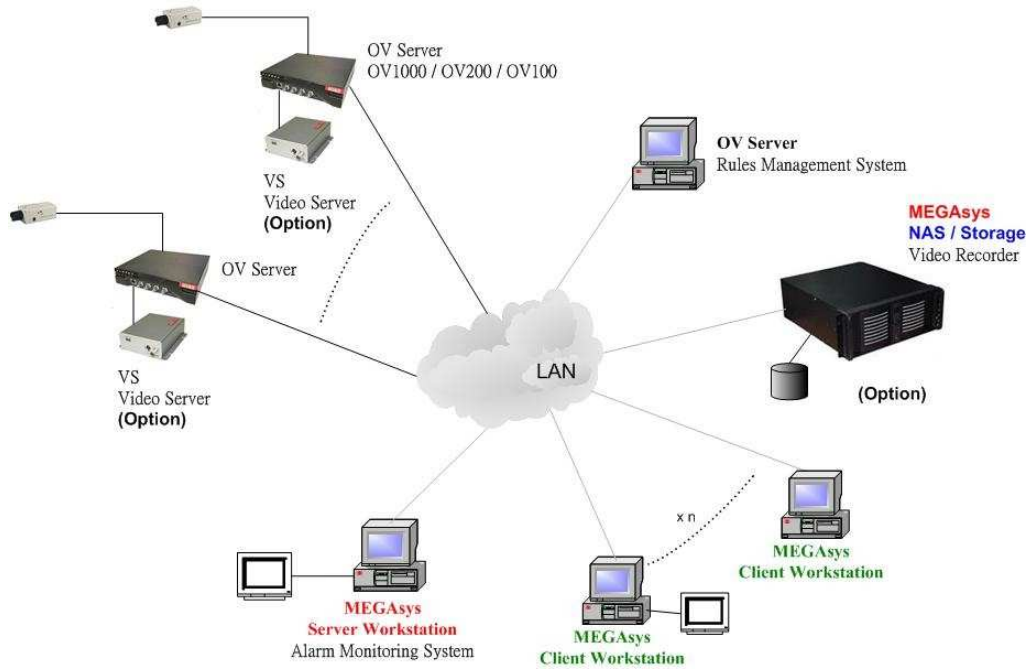 OV Server
OV1000 / OV200 / OV100
VS
Video Server
(Option)
OV Server
Rules Management System
MEGAsys
NAS / Storage
Video Recorder
(Option)
OV Server
VS
Video Server
(Option)
LAN
x n
MEGAsys
Client Workstation
MEGAsys
Server Workstation
Alarm Monitoring System
MEGAsys
Client Workstation